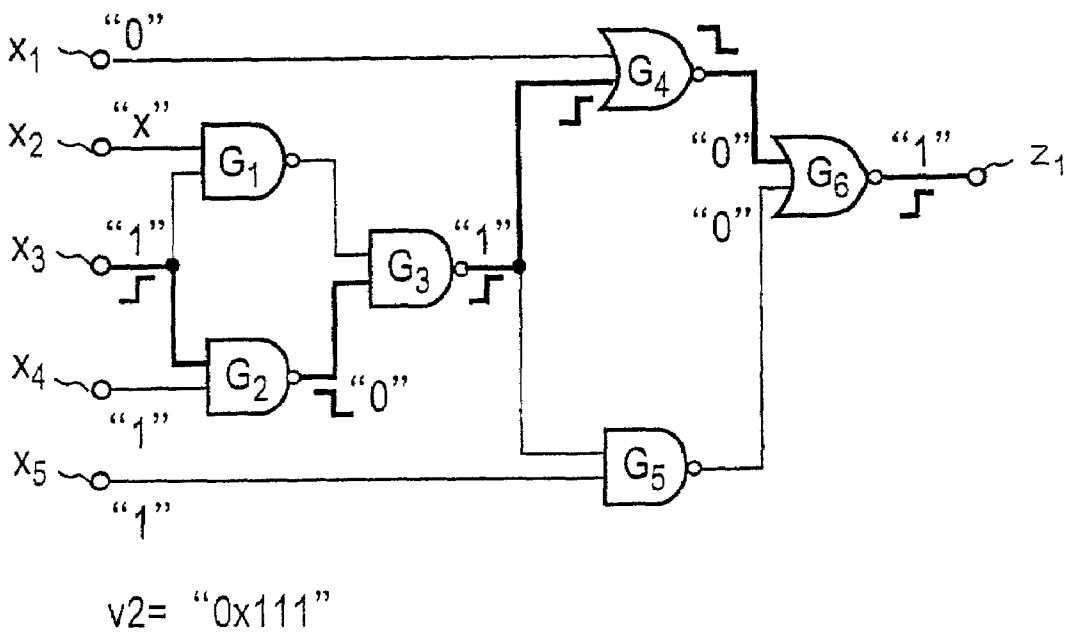 x1 “0”
G4
x2 “x”
G1
“0” “1” z1
G6
“0”
x3 “1” “1”
G3
x4
G2
“0”
“1”
x5
G5
“1”
v2= “0x111”